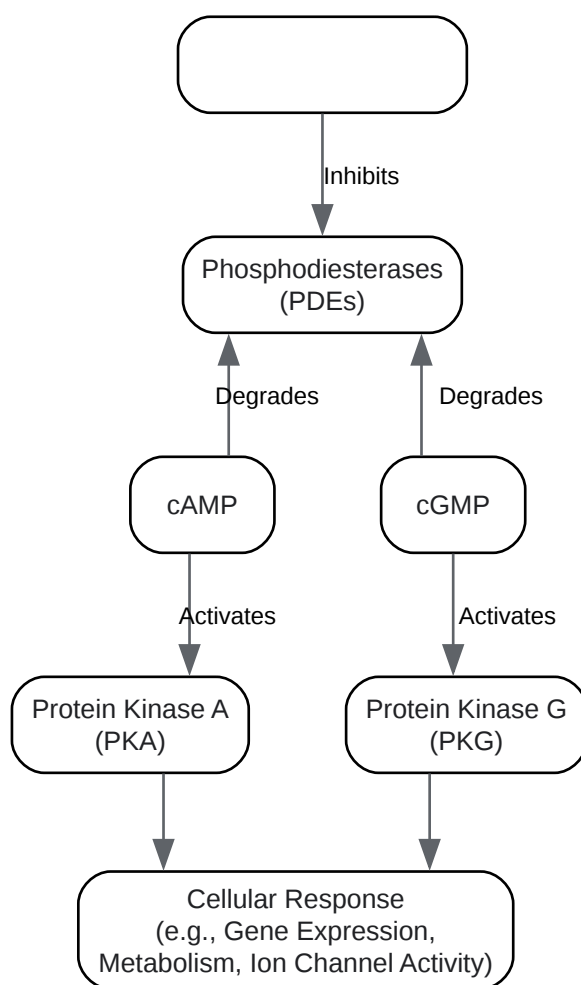 Inhibits
Phosphodiesterases
(PDEs)
Degrades
Degrades
cAMP
cGMP
Activates
Activates
Protein Kinase A
(PKA)
Protein Kinase G
(PKG)
Cellular Response
(e.g., Gene Expression,
Metabolism, Ion Channel Activity)